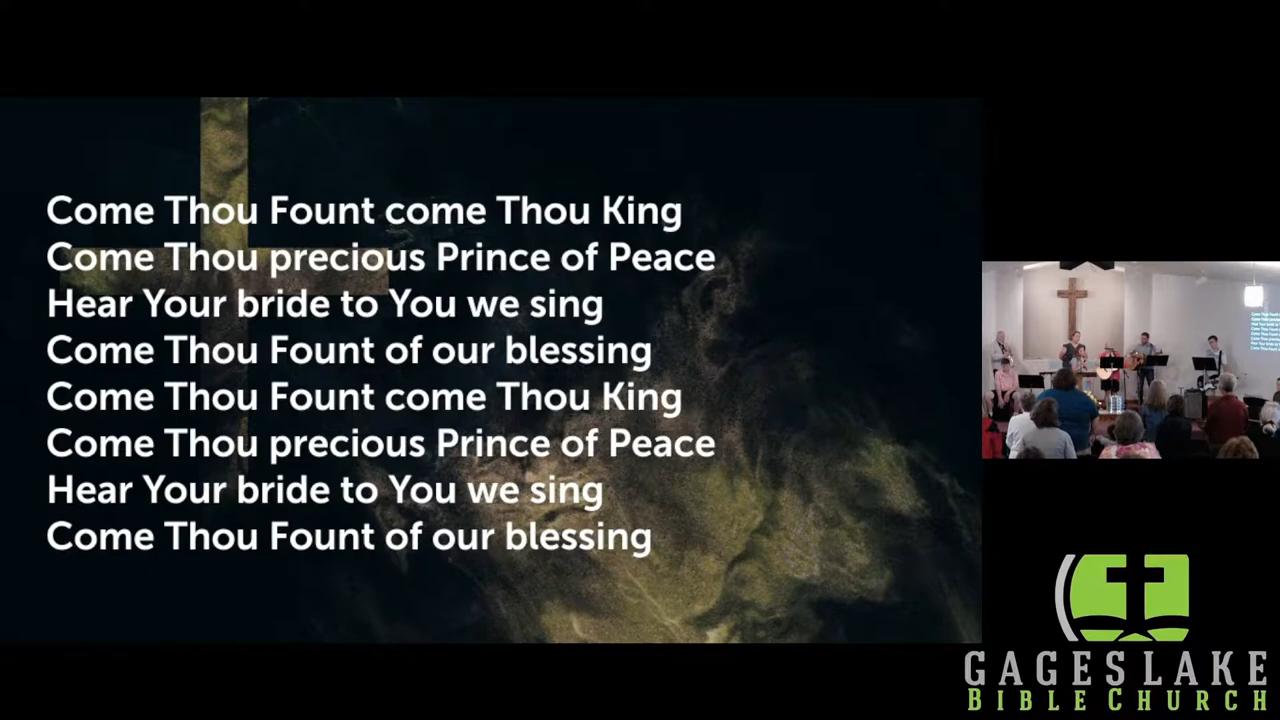 Come Thou Fount come Thou King
Come Thou precious Prince of Peace
Hear Your bride to You we sing
Come Thou Fount of our blessing
Come Thou Fount come Thou King
Come Thou precious Prince of Peace
Hear Your bride to You we sing
Come Thou Fount of our blessing
GAGESLAKE
BIBLE CHURCH